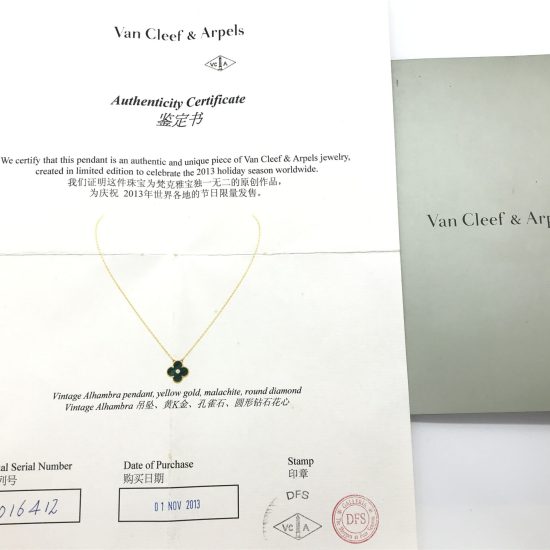 Van Cleef & Arpels
VC A
Authenticity Certificate
鉴定书
We certify that this pendant is an authentic and unique piece of Van Cleef & Arpels jewelry,
created in limited edition to celebrate the 2013 holiday season worldwide.
我们证明这件珠宝为梵克雅宝独一无二的原创作品，
为庆祝 2013年世界各地的节日限量发售。
Van Cleef & Arp
Vintage Alhambra pendant, yellow gold, malachite, round diamond
Vintage Alhambra 吊坠、黄K金、孔雀石、圆形钻石花心
al Serial Number
列号
016412
Date of Purchase
购买日期
01 NOV 2013
Stamp
印章
DFS
VC A
GALLERIA
DFS